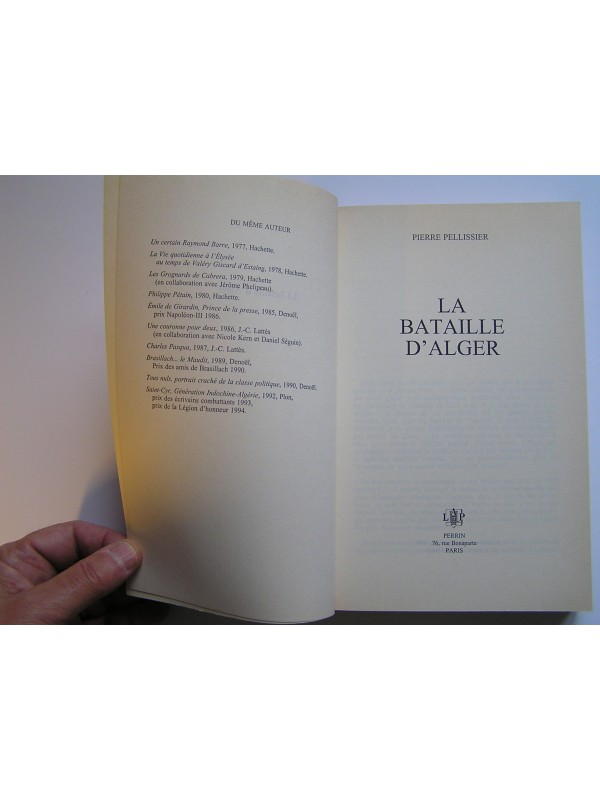 DU MÊME AUTEUR
Un certain Raymond Barre, 1977, Hachette.
La Vie quotidienne à l'Élysée
au temps de Valéry Giscard d'Estaing, 1978, Hachette.
Les Grognards de Cabrera, 1979, Hachette
(en collaboration avec Jérôme Phelipeau).
Philippe Pétain, 1980, Hachette.
Émile de Girardin, Prince de la presse, 1985, Denoël,
prix Napoléon-III 1986.
Une couronne pour deux, 1986, J.-C. Lattès
(en collaboration avec Nicole Kern et Daniel Séguin).
Charles Pasqua, 1987, J.-C. Lattès.
Brasillach... le Maudit, 1989, Denoël,
Prix des amis de Brasillach 1990.
Tous nuls, portrait craché de la classe politique, 1990, Denoël.
Saint-Cyr, Génération Indochine-Algérie, 1992, Plon,
prix des écrivains combattants 1993,
prix de la Légion d'honneur 1994.
PIERRE PELLISSIER
LA
BATAILLE
D'ALGER
LAP
PERRIN
76, rue Bonaparte
PARIS